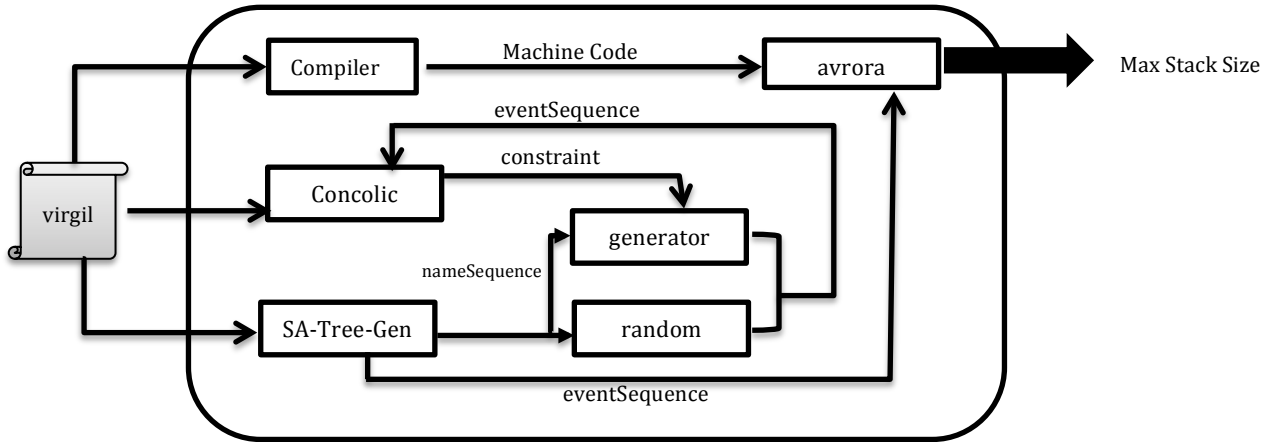 Machine Code
Compiler
avrora
Max Stack Size
eventSequence
constraint
Concolic
virgil
generator
nameSequence
SA-Tree-Gen
random
eventSequence